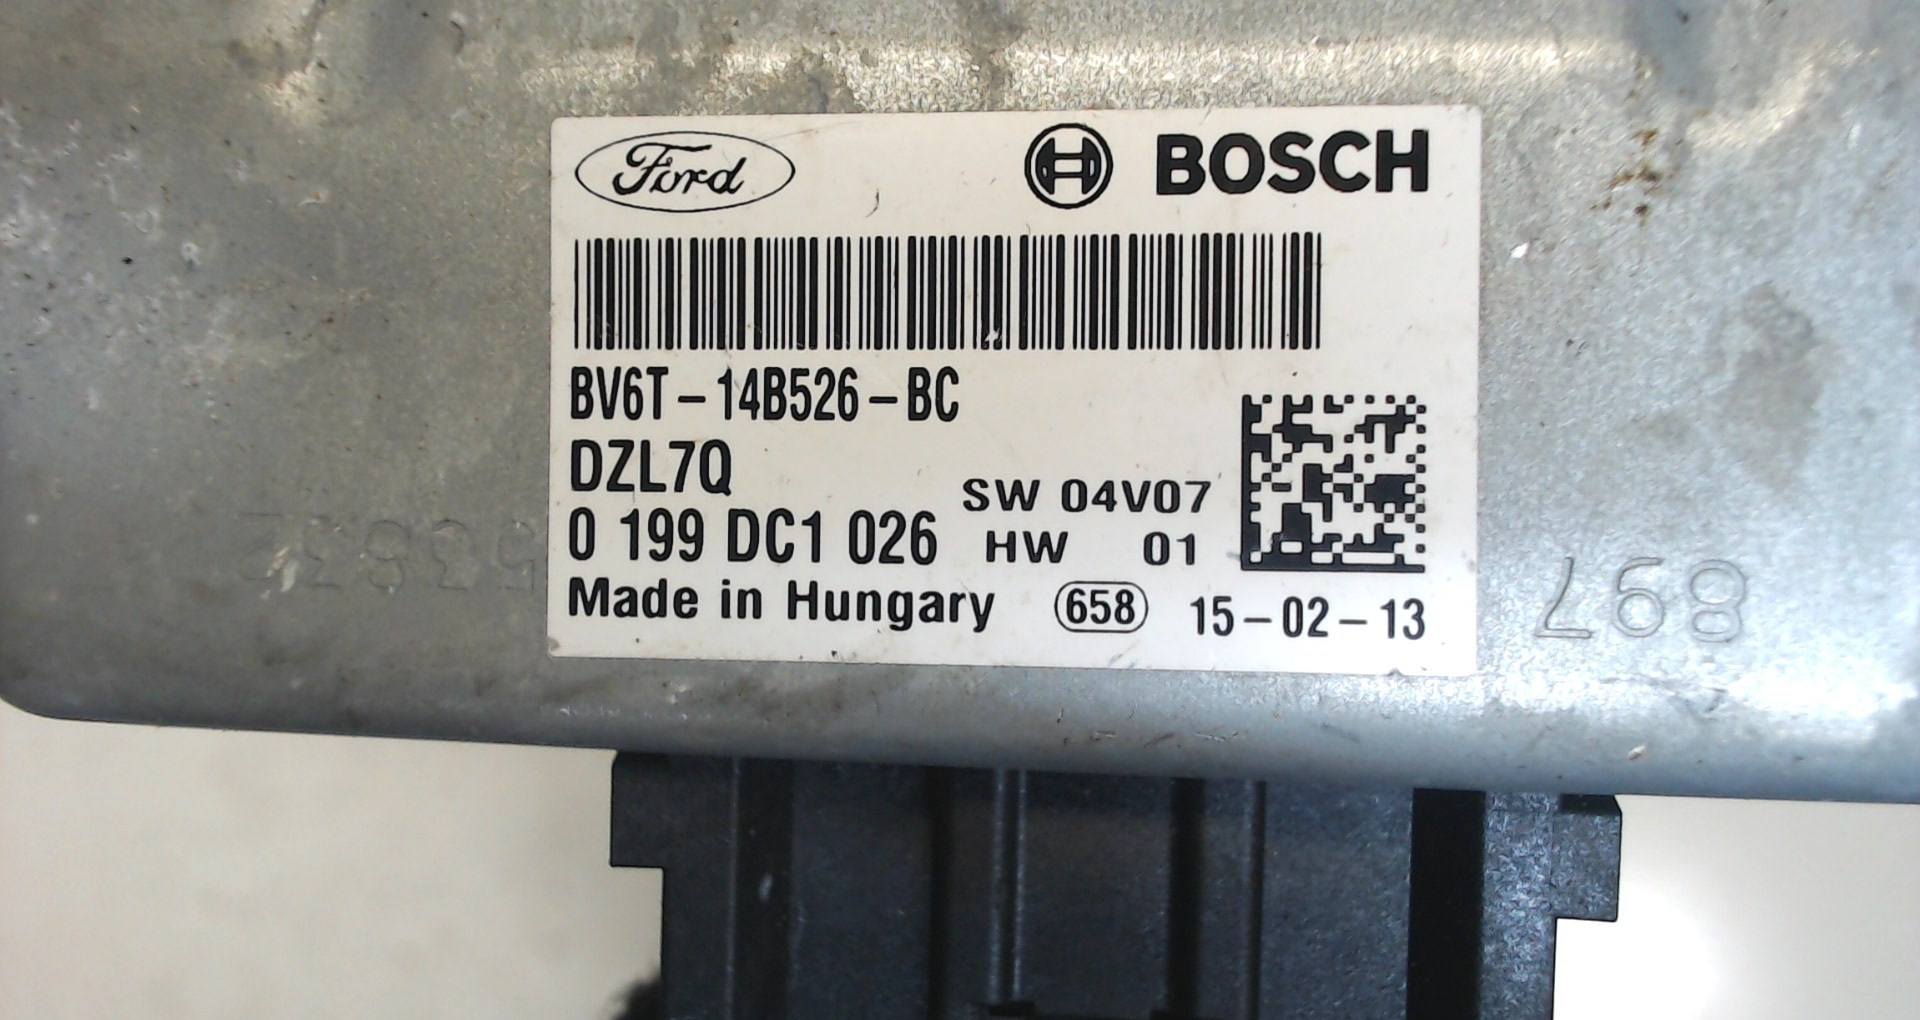 Ford BOSCH
BV6T-14B526-BC
DZL7Q
SW 04V07
0 199 DC1 026
HW 01
Made in Hungary 658 15-02-13
897